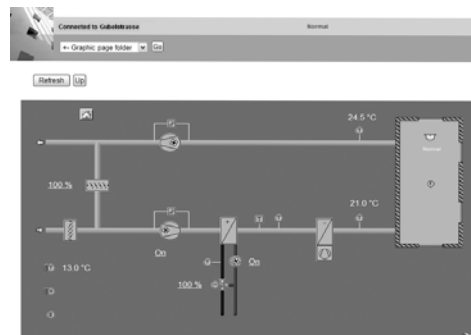 Connected to Gubelstrasse
Normal
<- Graphic page folder Go
Refresh Up
24.5 °C
Normal
100 %
21.0 °C
On
On
13.0 °C
100 %